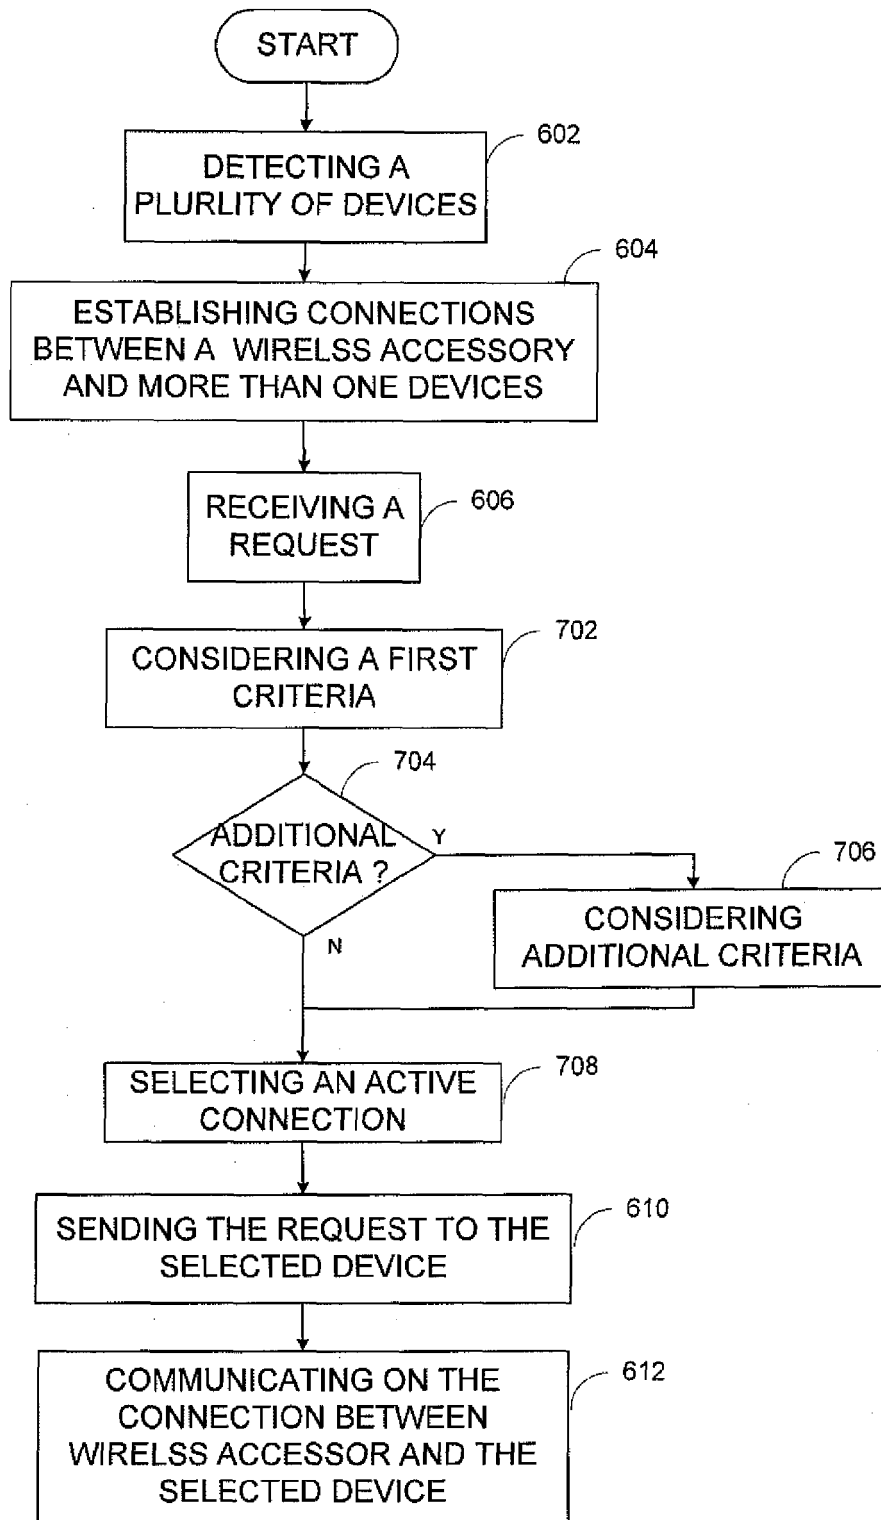 START
602
DETECTING A
PLURLITY OF DEVICES
604
ESTABLISHING CONNECTIONS
BETWEEN A WIRELSS ACCESSORY
AND MORE THAN ONE DEVICES
606
RECEIVING A
REQUEST
702
CONSIDERING A FIRST
CRITERIA
704
ADDITIONAL
CRITERIA ?
Y
N
706
CONSIDERING
ADDITIONAL CRITERIA
708
SELECTING AN ACTIVE
CONNECTION
610
SENDING THE REQUEST TO THE
SELECTED DEVICE
612
COMMUNICATING ON THE
CONNECTION BETWEEN
WIRELSS ACCESSOR AND THE
SELECTED DEVICE